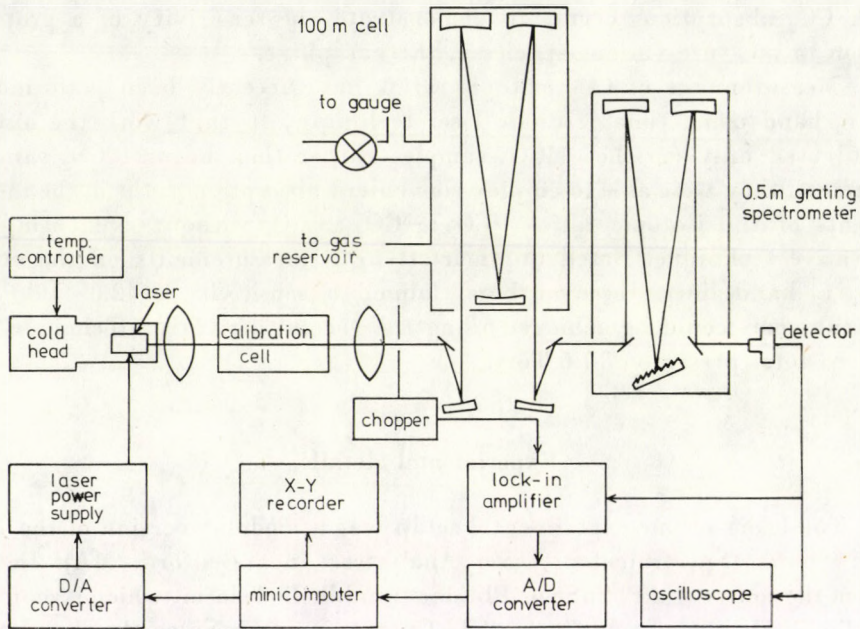 100 m cell
to gauge
0.5 m grating
spectrometer
temp.
controller
to gas
reservoir
laser
cold
head
calibration
cell
detector
chopper
laser
power
supply
X-Y
recorder
lock-in
amplifier
D/A
converter
minicomputer
A/D
converter
oscilloscope